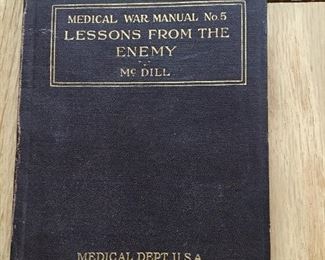 MEDICAL WAR MANUAL No.5
LESSONS FROM THE
ENEMY
McDILL
MEDICAL DEPT. U.S.A.